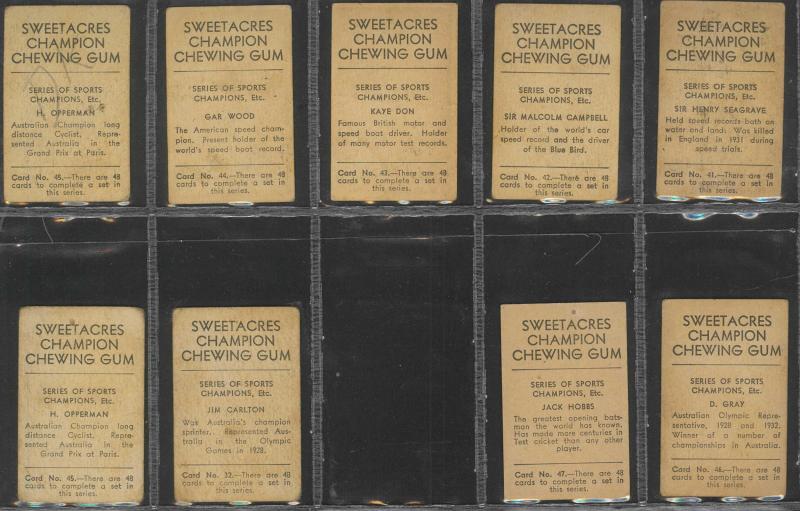 SWEETACRES
CHAMPION
CHEWING GUM
SERIES OF SPORTS
CHAMPIONS, Etc.
H. OPPERMAN
Australian Champion long
distance Cyclist, Repre-
sented Australia in the
Grand Prix at Paris.
Card No. 45.—There are 48
cards to complete a set in
this series.
SWEETACRES
CHAMPION
CHEWING GUM
SERIES OF SPORTS
CHAMPIONS, Etc.
GAR WOOD
The American speed cham-
pion. Present holder of the
world's speed boat record.
Card No. 44.—There are 48
cards to complete a set in
this series.
SWEETACRES
CHAMPION
CHEWING GUM
SERIES OF SPORTS
CHAMPIONS, Etc.
KAYE DON
Famous British motor and
speed boat driver. Holder
of many motor test records.
Card No. 43.—There are 48
cards to complete a set in
this series.
SWEETACRES
CHAMPION
CHEWING GUM
SERIES OF SPORTS
CHAMPIONS, Etc.
SIR MALCOLM CAMPBELL
Holder of the world's car
speed record and the driver
of the Blue Bird.
Card No. 42.—There are 48
cards to complete a set in
this series.
SWEETACRES
CHAMPION
CHEWING GUM
SERIES OF SPORTS
CHAMPIONS, Etc.
SIR HENRY SEAGRAVE
Held speed records both on
water and land. Was killed
in England in 1931 during
speed trials.
Card No. 41.—There are 48
cards to complete a set in
this series.
SWEETACRES
CHAMPION
CHEWING GUM
SERIES OF SPORTS
CHAMPIONS, Etc.
H. OPPERMAN
Australian Champion long
distance Cyclist, Repre-
sented Australia in the
Grand Prix at Paris.
Card No. 45.—There are 48
cards to complete a set in
this series.
SWEETACRES
CHAMPION
CHEWING GUM
SERIES OF SPORTS
CHAMPIONS, Etc.
JIM CARLTON
Was Australia's champion
sprinter. Represented Aus-
tralia in the Olympic
Games in 1928.
Card No. 32.—There are 48
cards to complete a set in
this series.
SWEETACRES
CHAMPION
CHEWING GUM
SERIES OF SPORTS
CHAMPIONS, Etc.
JACK HOBBS
The greatest opening bats-
man the world has known.
Has made more centuries in
Test cricket than any other
player.
Card No. 47.—There are 48
cards to complete a set in
this series.
SWEETACRES
CHAMPION
CHEWING GUM
SERIES OF SPORTS
CHAMPIONS, Etc.
D. GRAY
Australian Olympic Repre-
sentative, 1928 and 1932.
Winner of a number of
championships in Australia.
Card No. 46.—There are 48
cards to complete a set in
this series.